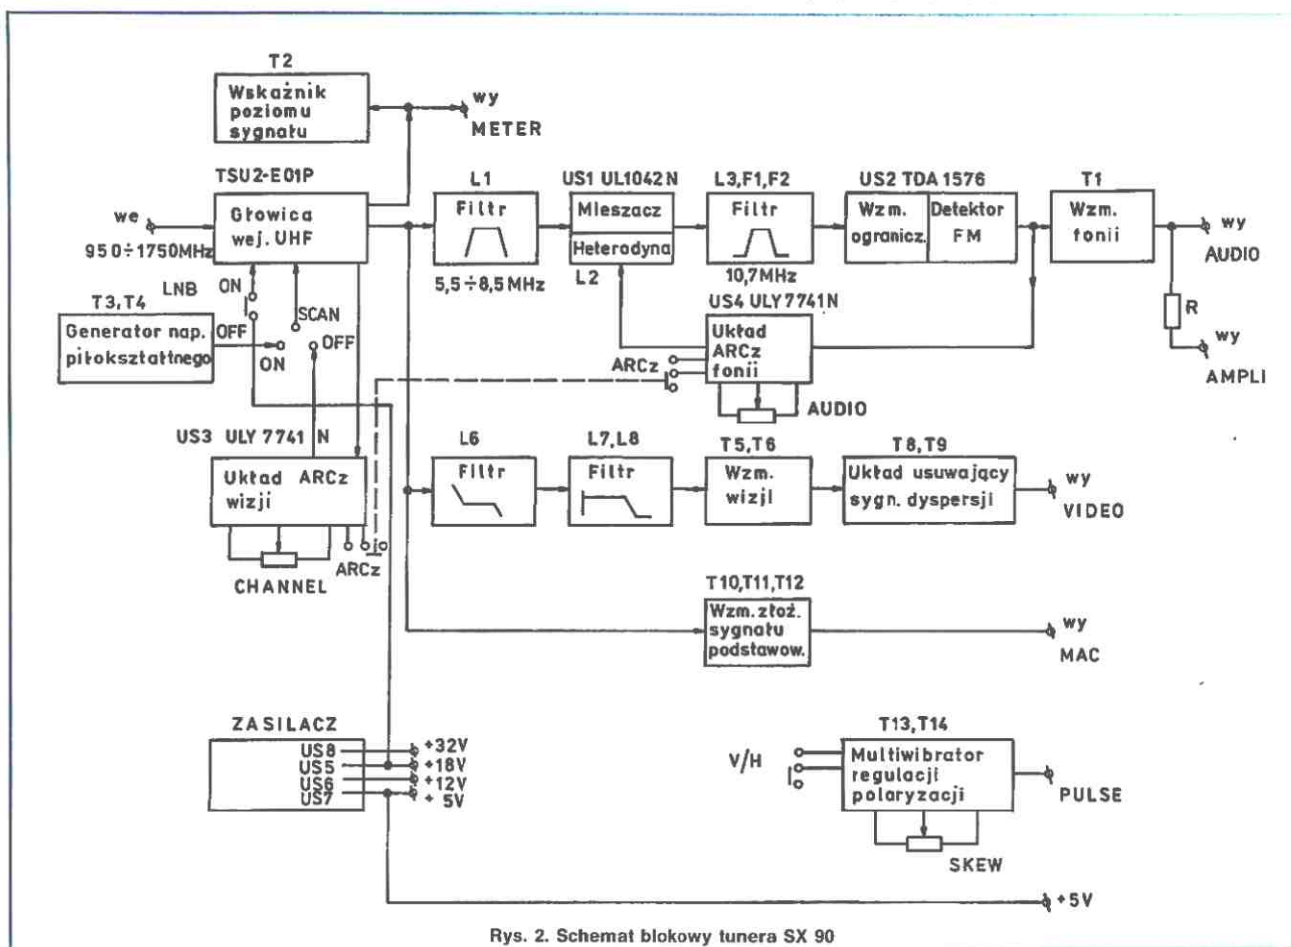 T2
Wskaźnik
poziomu
sygnału
wy
METER
TSU2-E01P
Głowica
wej. UHF
we
950÷1750MHz
L1
Filtr
5,5÷8,5MHz
US1 UL1042N
Mieszacz
Heterodyna
L2
L3,F1,F2
Filtr
10,7MHz
US2 TDA 1576
Wzm.
ogranicz.
Detektor
FM
T1
Wzm.
fonii
wy
AUDIO
R
wy
AMPLI
LNB
ON
OFF
SCAN
ON
OFF
T3,T4
Generator nap.
piłokształtnego
US4 ULY 7741N
Układ
ARCz
fonii
ARCz
AUDIO
US3 ULY 7741 N
Układ ARCz
wizji
ARCz
CHANNEL
L6
Filtr
L7,L8
Filtr
T5,T6
Wzm.
wizji
T8,T9
Układ usuwający
sygn. dyspersji
wy
VIDEO
T10,T11,T12
Wzm. złoż.
sygnału
podstawow.
wy
MAC
ZASILACZ
US8
US5
US6
US7
+32V
+18V
+12V
+ 5V
T13,T14
V/H
Multiwibrator
regulacji
polaryzacji
PULSE
SKEW
+5V
Rys. 2. Schemat blokowy tunera SX 90